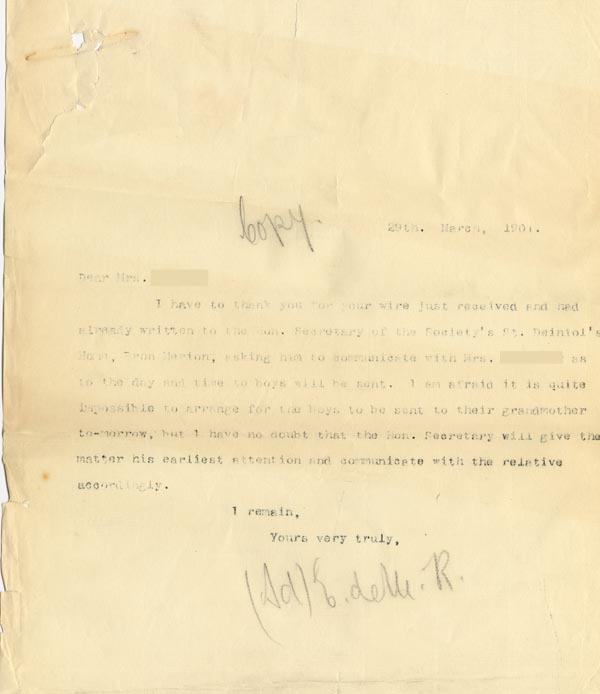 Copy.
29th. March, 190
Dear Mrs.
I have to thank you for your wire just received and had
already written to the Hon. Secretary of the Society's St. Deiniol's
Home, Bron Merion, asking him to communicate with Mrs. as
to the day and time to boys will be sent. I am afraid it is quite
impossible to arrange for the boys to be sent to their grandmother
to-morrow, but I have no doubt that the Hon. Secretary will give the
matter his earliest attention and communicate with the relative
accordingly.
I remain,
Yours very truly,
(Sd) E. de M. R.